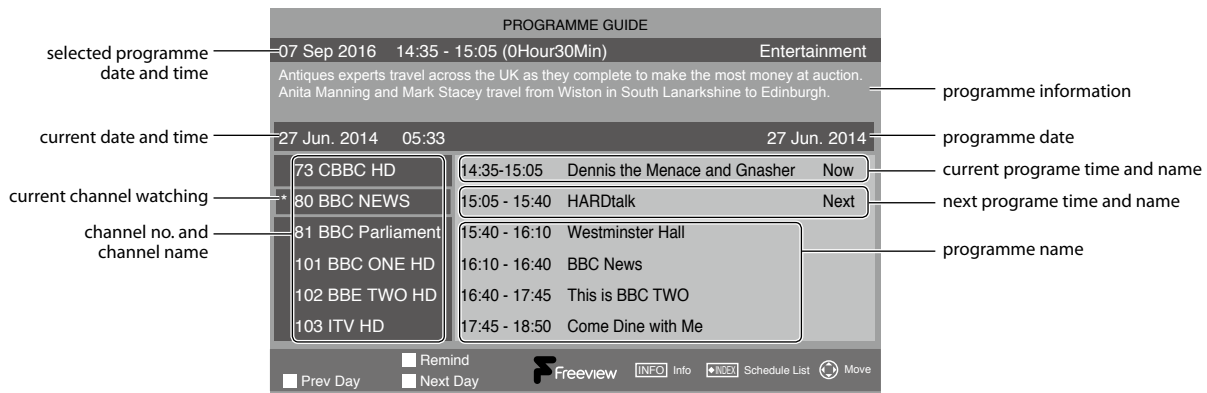 PROGRAMME GUIDE
selected programme
date and time
07 Sep 2016 14:35 - 15:05 (0Hour30Min) Entertainment
Antiques experts travel across the UK as they complete to make the most money at auction.
Anita Manning and Mark Stacey travel from Wiston in South Lanarkshire to Edinburgh.
programme information
current date and time
27 Jun. 2014 05:33 27 Jun. 2014
programme date
73 CBBC HD
14:35-15:05 Dennis the Menace and Gnasher Now
current programe time and name
current channel watching
* 80 BBC NEWS
15:05 - 15:40 HARDtalk Next
next programe time and name
channel no. and
channel name
81 BBC Parliament
15:40 - 16:10 Westminster Hall
programme name
101 BBC ONE HD
16:10 - 16:40 BBC News
102 BBE TWO HD
16:40 - 17:45 This is BBC TWO
103 ITV HD
17:45 - 18:50 Come Dine with Me
Remind
Prev Day Next Day
Freeview INFO Info ◆INDEX Schedule List Move